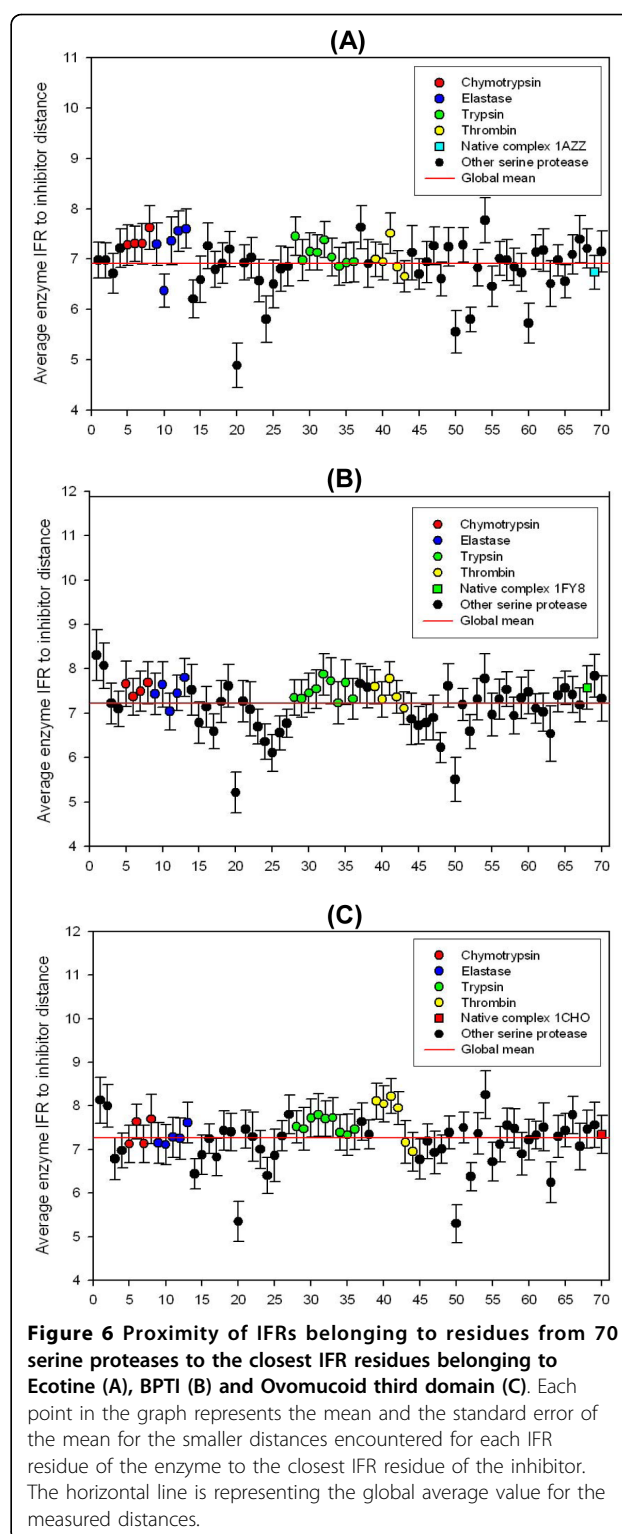 (A)
Average enzyme IFR to inhibitor distance
11
10
9
8
7
6
5
4
Chymotrypsin
Elastase
Trypsin
Thrombin
Native complex 1AZZ
Other serine protease
Global mean
0 5 10 15 20 25 30 35 40 45 50 55 60 65 70
(B)
Average enzyme IFR to inhibitor distance
12
11
10
9
8
7
6
5
4
Chymotrypsin
Elastase
Trypsin
Thrombin
Native complex 1FY8
Other serine protease
Global mean
0 5 10 15 20 25 30 35 40 45 50 55 60 65 70
(C)
Average enzyme IFR to inhibitor distance
12
11
10
9
8
7
6
5
4
Chymotrypsin
Elastase
Trypsin
Thrombin
Native complex 1CHO
Other serine protease
Global mean
0 5 10 15 20 25 30 35 40 45 50 55 60 65 70
Figure 6 Proximity of IFRs belonging to residues from 70
serine proteases to the closest IFR residues belonging to
Ecotine (A), BPTI (B) and Ovomucoid third domain (C). Each
point in the graph represents the mean and the standard error of
the mean for the smaller distances encountered for each IFR
residue of the enzyme to the closest IFR residue of the inhibitor.
The horizontal line is representing the global average value for the
measured distances.